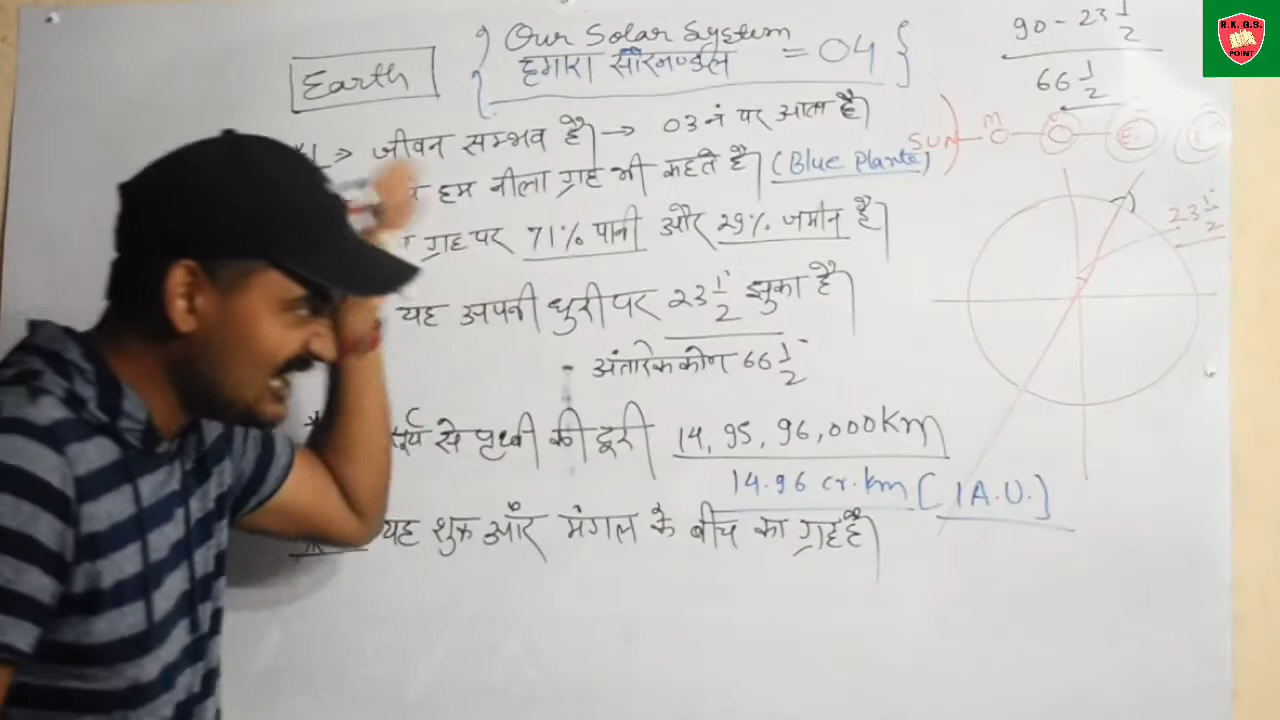 Our Solar System
हमारा सौरमण्डल = 04
Earth
जीवन सम्भव है। → 03 नं पर आता है।
हम नीला ग्रह भी कहते है। (Blue Plante)
ग्रह पर 71% पानी और 29% जमीन है।
यह अपनी धुरी पर 23 1/2 झुका है।
- अंतारेक कोण 66 1/2
से पृथ्वी की दूरी 14,95,96,000Km
14.96 cr. km [1 A.U.]
यह शुक्र और मंगल के बीच का ग्रह है।
90 - 23 1/2
66 1/2
SUN
m
E
23 1/2
R.K.G.S.
POINT